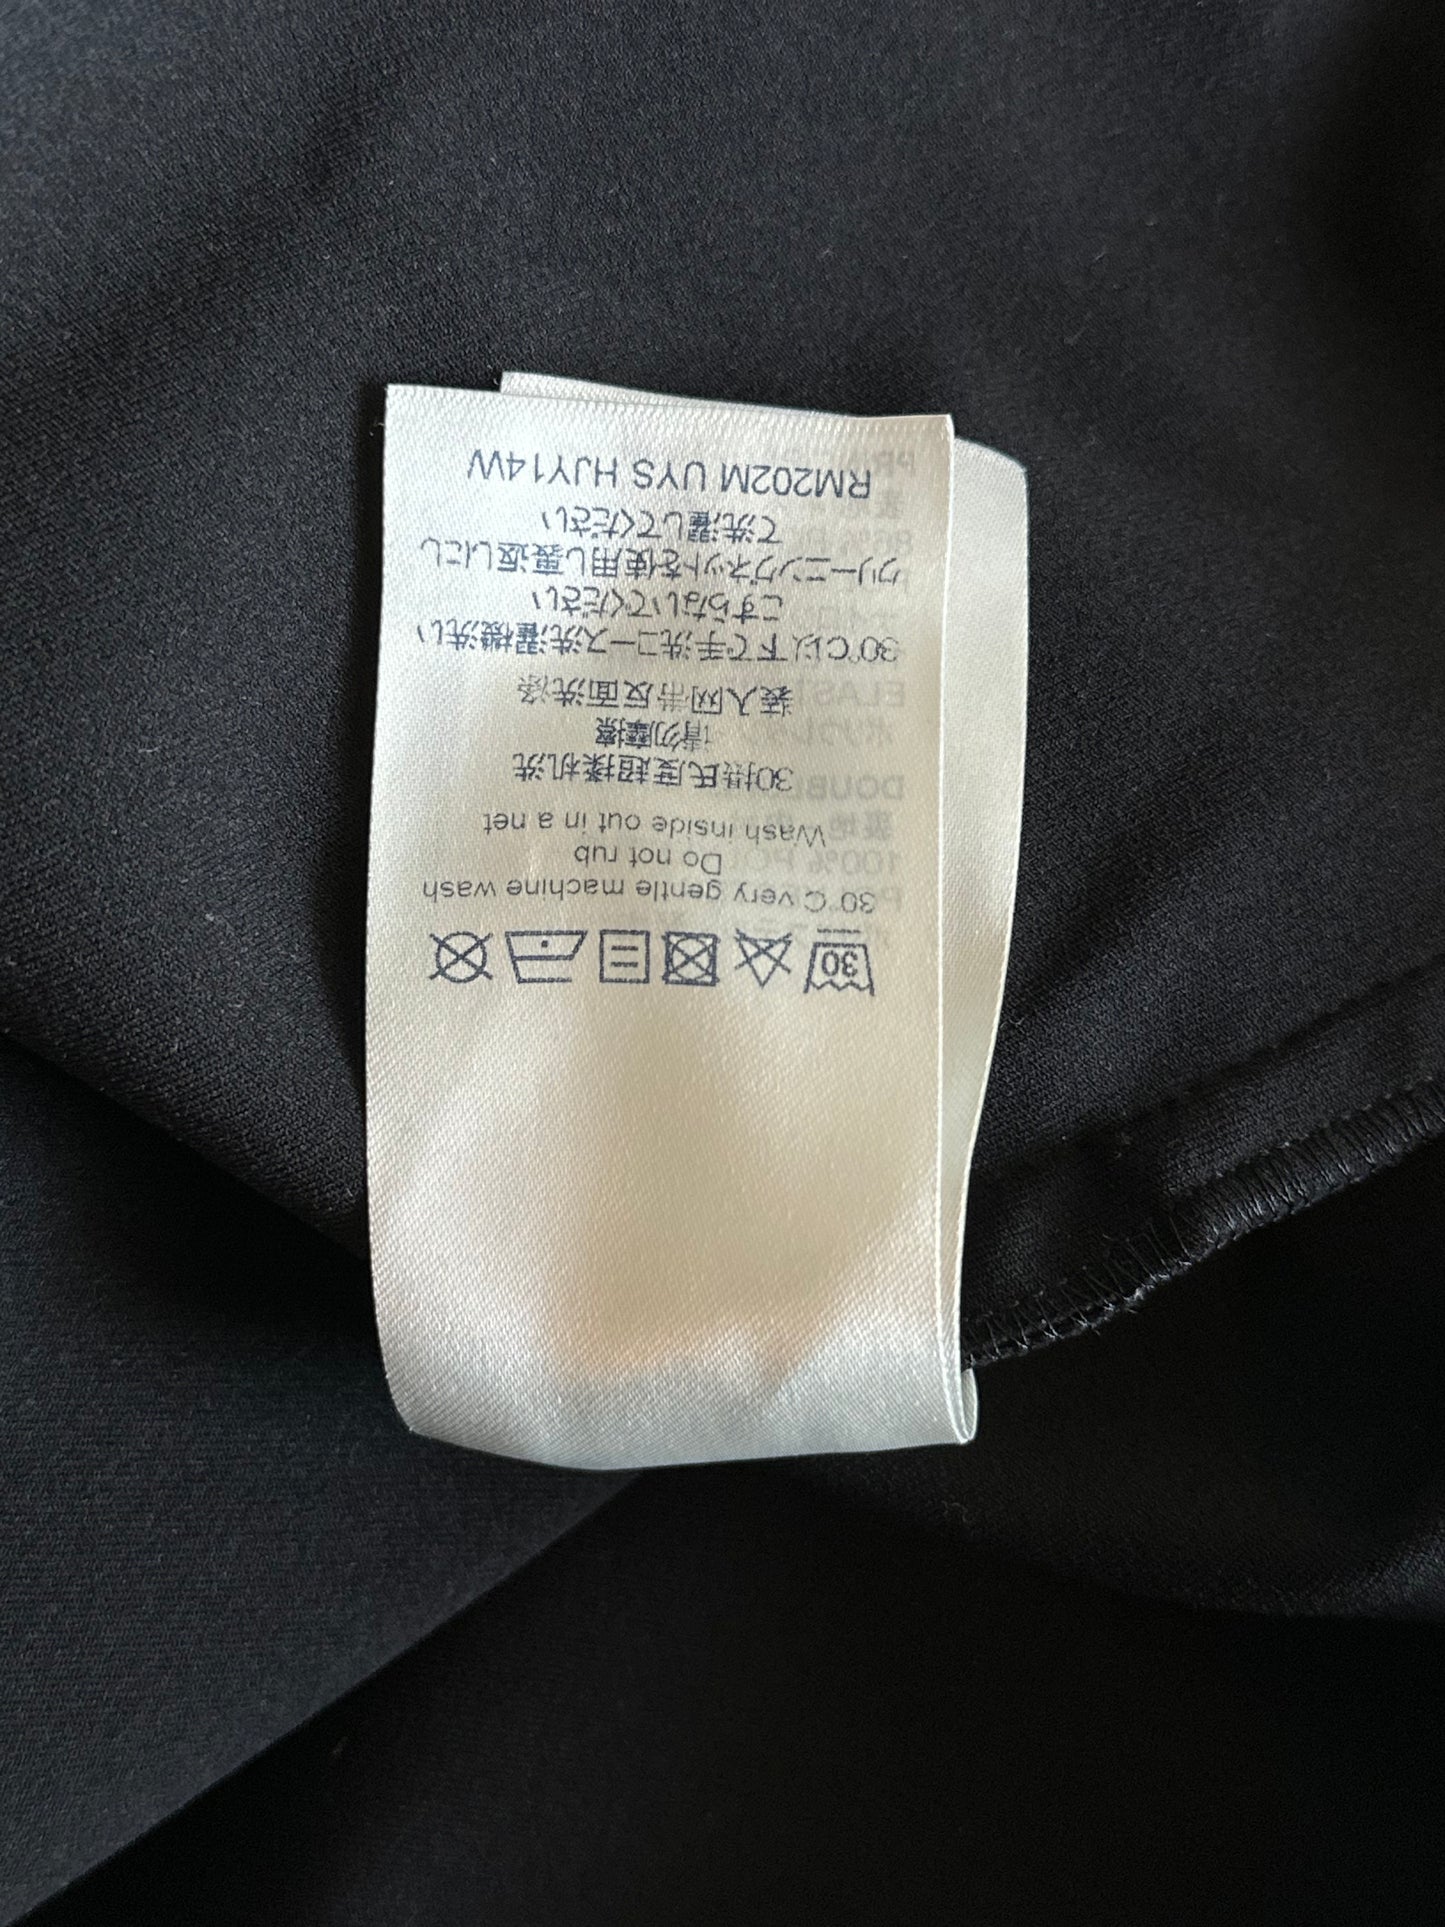 30
30°C very gentle machine wash
Do not rub
Wash inside out in a net
30摄氏度超揉机洗
请勿摩擦
装入网带反面洗涤
30°C以下で手洗コース洗濯機洗い
こすらないでください
クリーニングネットを使用し裏返しにし
て洗濯してください
RM202M UYS HJY14W